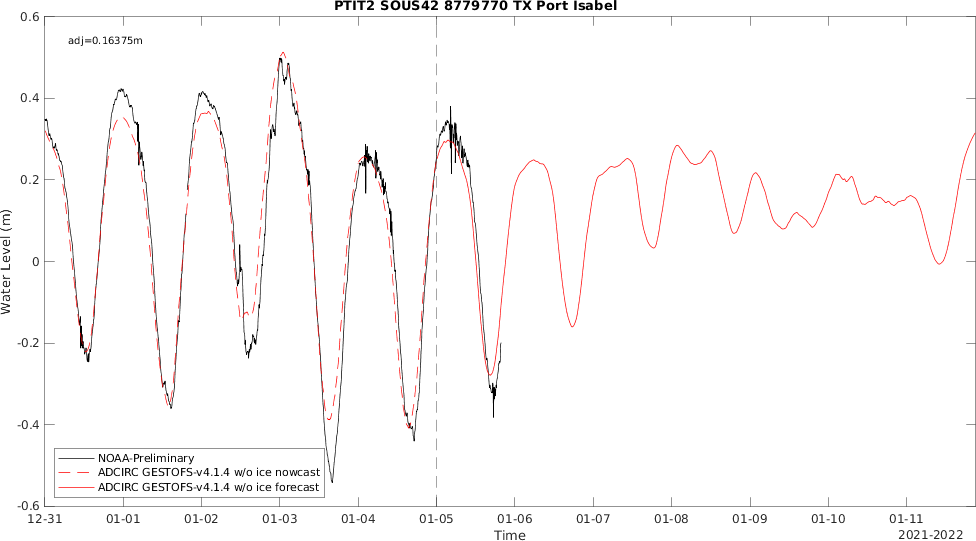 PTIT2 SOUS42 8779770 TX Port Isabel
adj=0.16375m
0.6
0.4
0.2
0
-0.2
-0.4
-0.6
Water Level (m)
NOAA-Preliminary
ADCIRC GESTOFS-v4.1.4 w/o ice nowcast
ADCIRC GESTOFS-v4.1.4 w/o ice forecast
12-31 01-01 01-02 01-03 01-04 01-05 01-06 01-07 01-08 01-09 01-10 01-11
Time
2021-2022